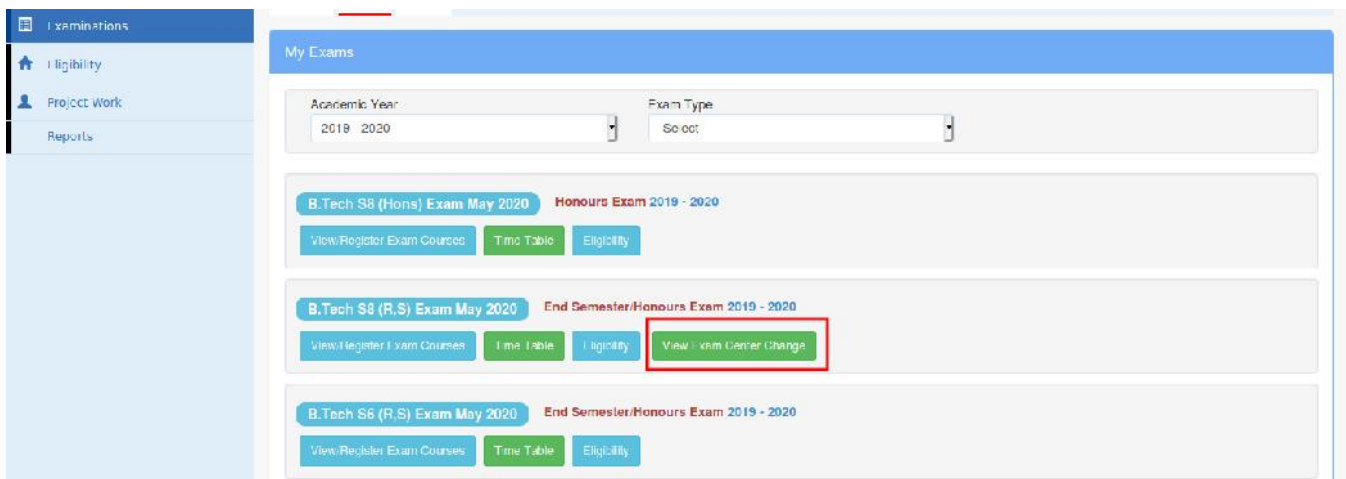 Examinations
Eligibility
Project Work
Reports
My Exams
Academic Year
Exam Type
2019 - 2020
Select
B.Tech S8 (Hons) Exam May 2020 Honours Exam 2019 - 2020
View/Register Exam Courses Time Table Eligibility
B.Tech S8 (R,S) Exam May 2020 End Semester/Honours Exam 2019 - 2020
View/Register Exam Courses Time Table Eligibility View Exam Center Change
B.Tech S6 (R,S) Exam May 2020 End Semester/Honours Exam 2019 - 2020
View/Register Exam Courses Time Table Eligibility